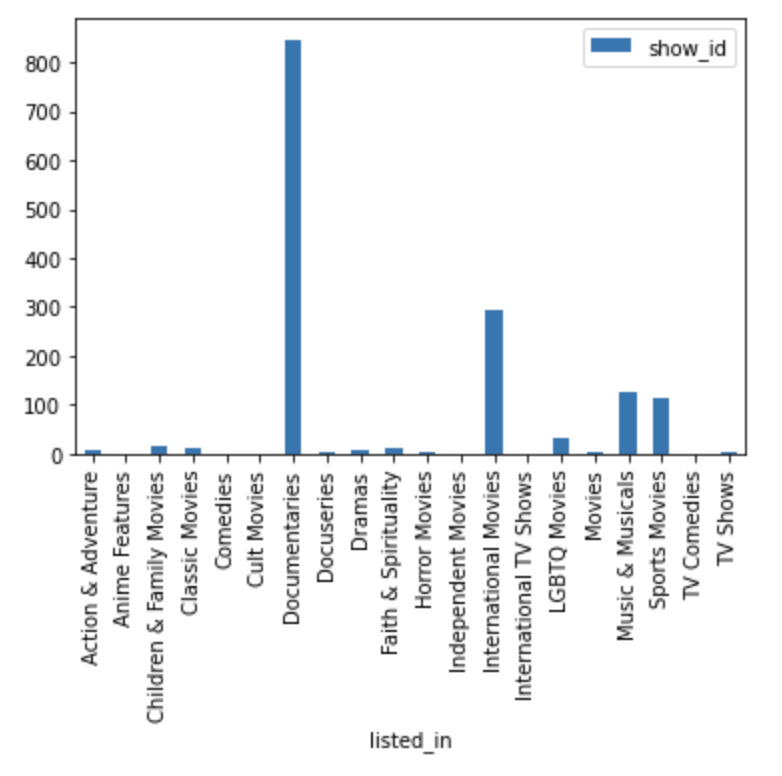 show_id
800
700
600
500
400
300
200
100
0
Action & Adventure
Anime Features
Children & Family Movies
Classic Movies
Comedies
Cult Movies
Documentaries
Docuseries
Dramas
Faith & Spirituality
Horror Movies
Independent Movies
International Movies
International TV Shows
LGBTQ Movies
Movies
Music & Musicals
Sports Movies
TV Comedies
TV Shows
listed_in